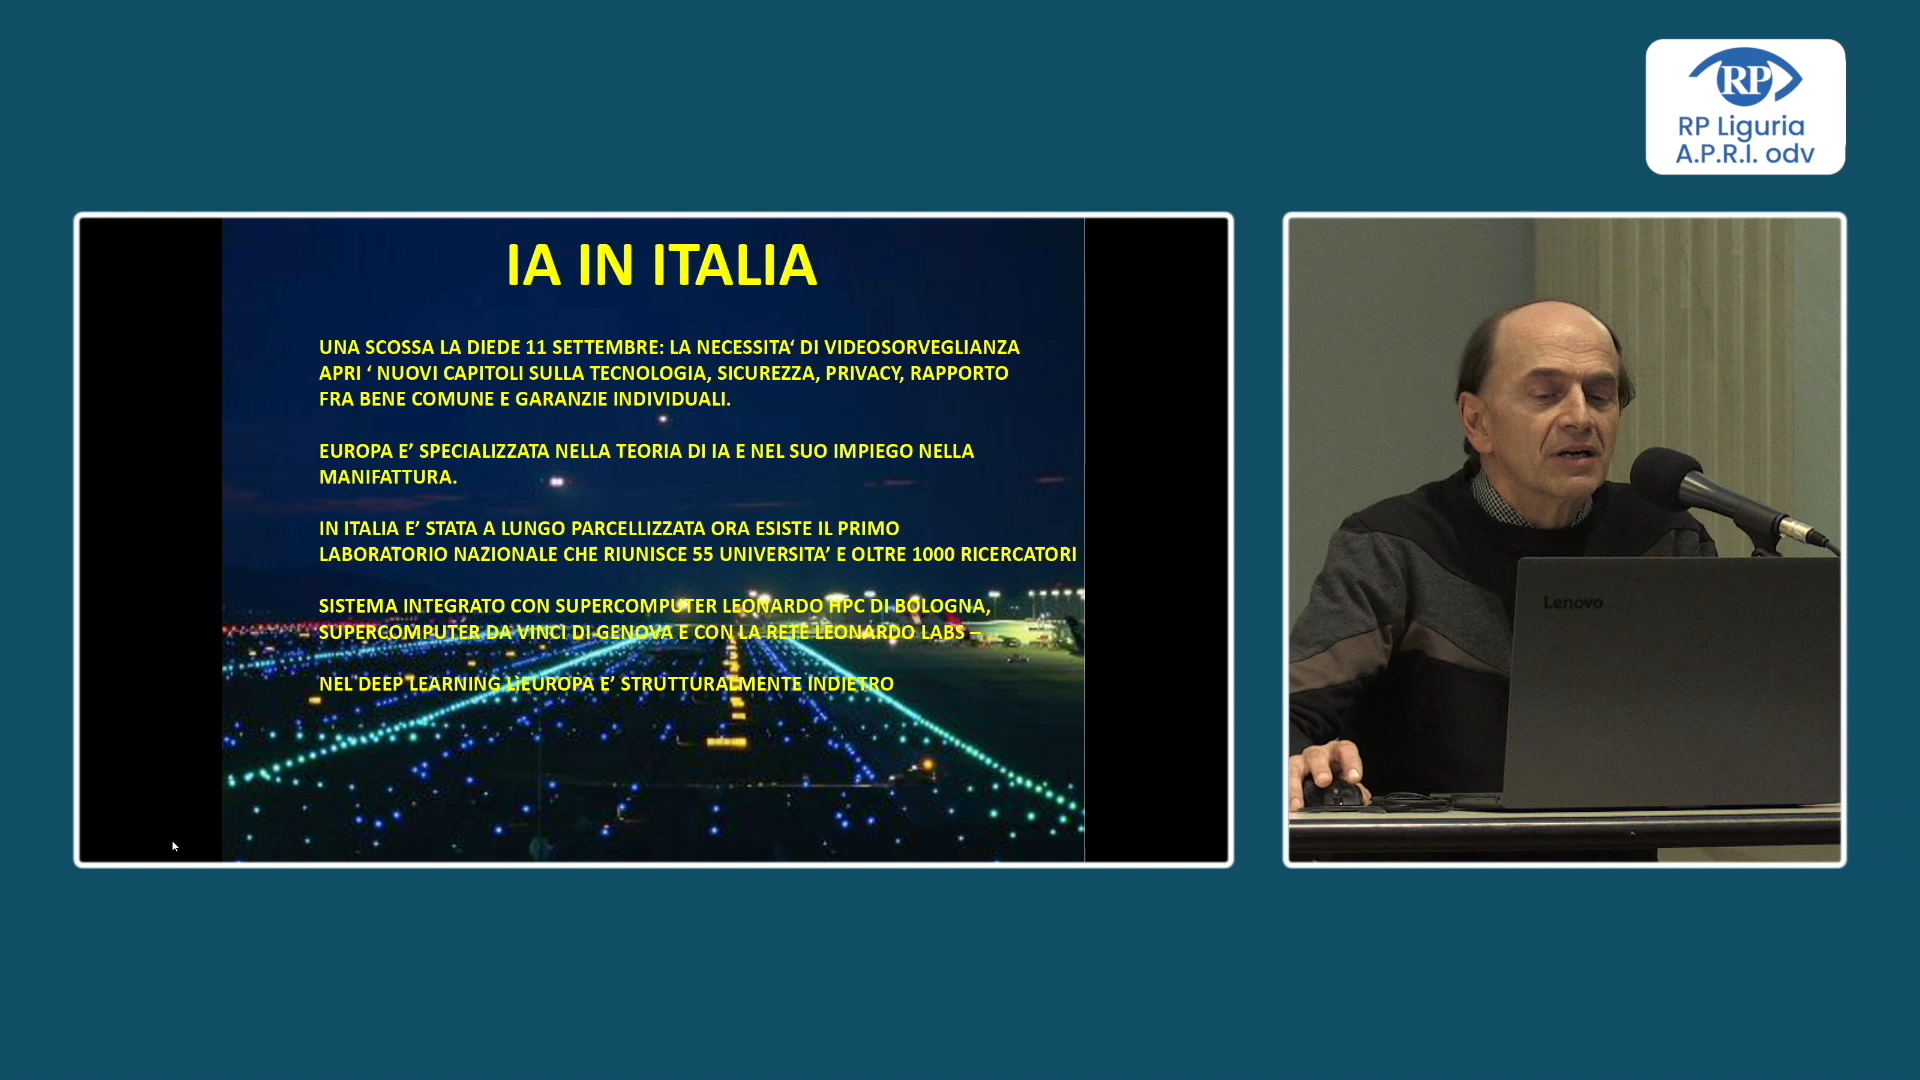 RP
RP Liguria
A.P.R.I. odv
IA IN ITALIA
UNA SCOSSA LA DIEDE 11 SETTEMBRE: LA NECESSITA‘ DI VIDEOSORVEGLIANZA
APRI ‘ NUOVI CAPITOLI SULLA TECNOLOGIA, SICUREZZA, PRIVACY, RAPPORTO
FRA BENE COMUNE E GARANZIE INDIVIDUALI.
EUROPA E’ SPECIALIZZATA NELLA TEORIA DI IA E NEL SUO IMPIEGO NELLA
MANIFATTURA.
IN ITALIA E’ STATA A LUNGO PARCELLIZZATA ORA ESISTE IL PRIMO
LABORATORIO NAZIONALE CHE RIUNISCE 55 UNIVERSITA’ E OLTRE 1000 RICERCATORI
SISTEMA INTEGRATO CON SUPERCOMPUTER LEONARDO HPC DI BOLOGNA,
SUPERCOMPUTER DA VINCI DI GENOVA E CON LA RETE LEONARDO LABS –
NEL DEEP LEARNING L’EUROPA E’ STRUTTURALMENTE INDIETRO
Lenovo